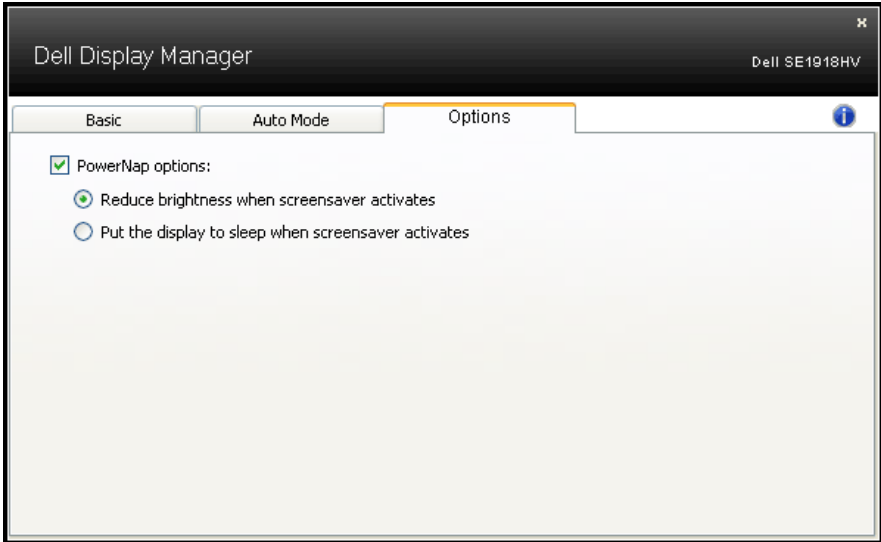 Dell Display Manager
Dell SE1918HV
Basic
Auto Mode
Options
PowerNap options:
Reduce brightness when screensaver activates
Put the display to sleep when screensaver activates